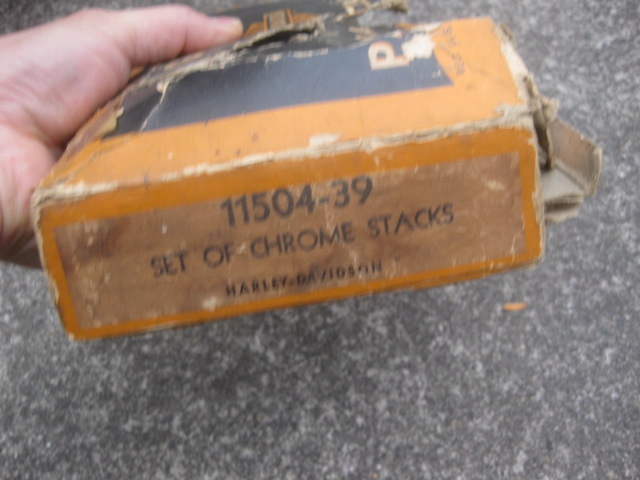 P
11504-39
SET OF CHROME STACKS
HARLEY-DAVIDSON